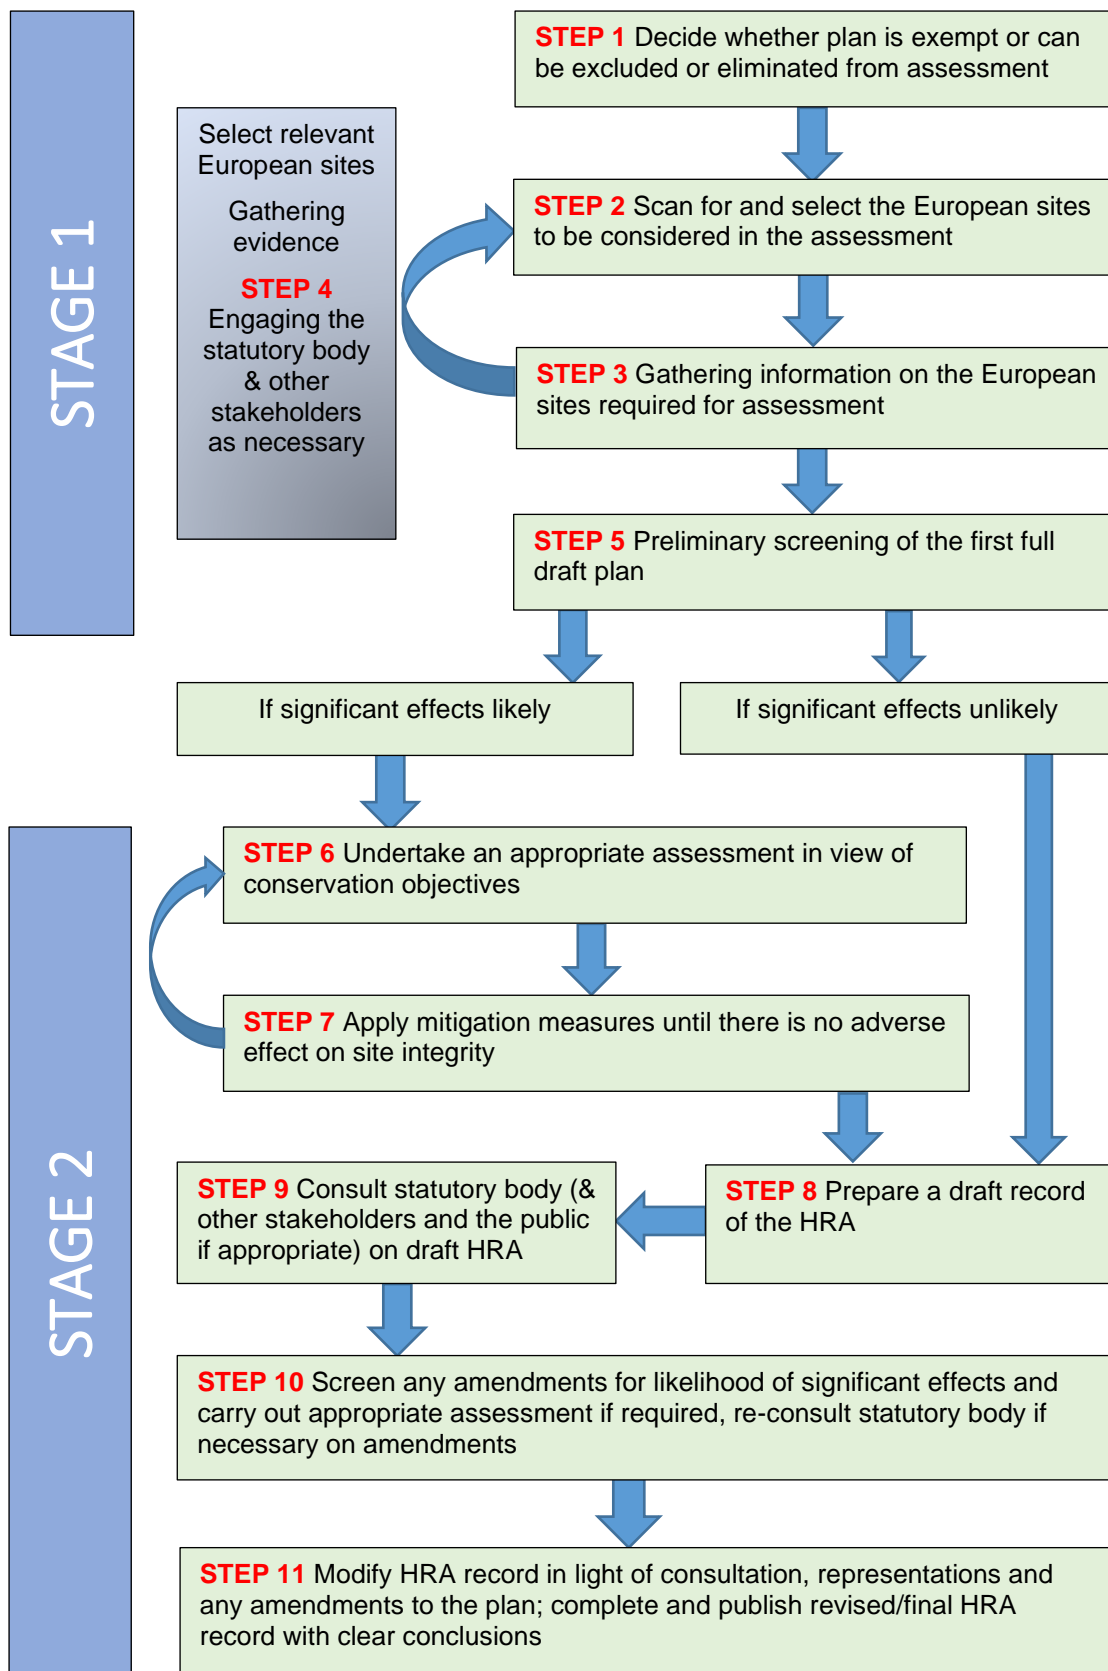 STAGE 1
STEP 1 Decide whether plan is exempt or can
be excluded or eliminated from assessment
Select relevant
European sites
Gathering
evidence
STEP 4
Engaging the
statutory body
& other
stakeholders
as necessary
STEP 2 Scan for and select the European sites
to be considered in the assessment
STEP 3 Gathering information on the European
sites required for assessment
STEP 5 Preliminary screening of the first full
draft plan
If significant effects likely
If significant effects unlikely
STAGE 2
STEP 6 Undertake an appropriate assessment in view of
conservation objectives
STEP 7 Apply mitigation measures until there is no adverse
effect on site integrity
STEP 8 Prepare a draft record
of the HRA
STEP 9 Consult statutory body (&
other stakeholders and the public
if appropriate) on draft HRA
STEP 10 Screen any amendments for likelihood of significant effects and
carry out appropriate assessment if required, re-consult statutory body if
necessary on amendments
STEP 11 Modify HRA record in light of consultation, representations and
any amendments to the plan; complete and publish revised/final HRA
record with clear conclusions